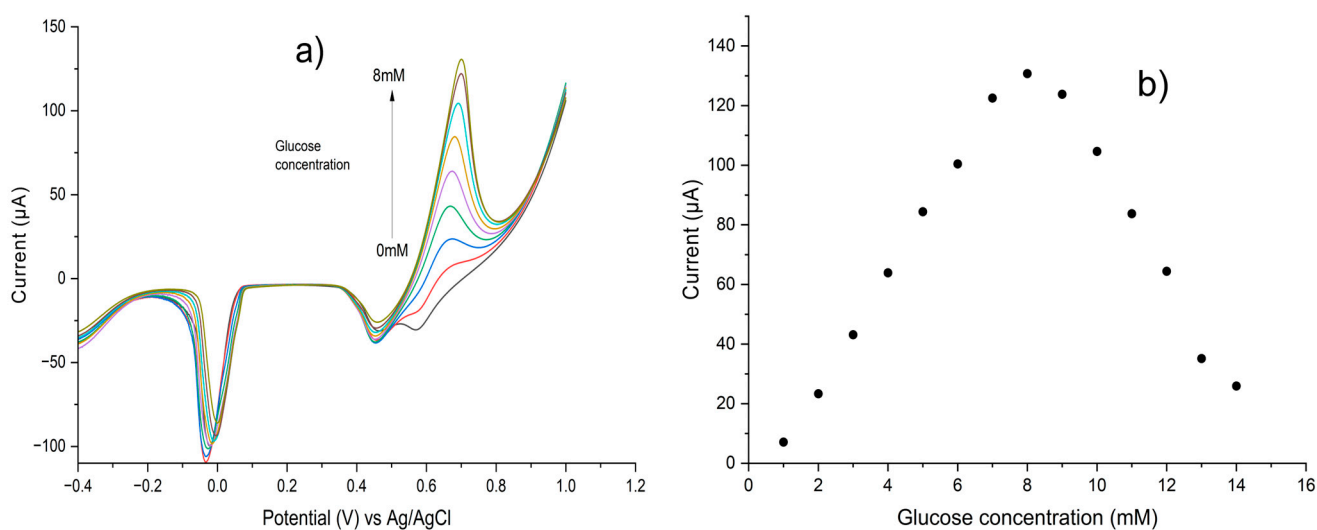 a)
8mM
Glucose
concentration
0mM
Current (µA)
150
100
50
0
−50
−100
−0.4 −0.2 0.0 0.2 0.4 0.6 0.8 1.0 1.2
Potential (V) vs Ag/AgCl
b)
Current (µA)
140
120
100
80
60
40
20
0
0 2 4 6 8 10 12 14 16
Glucose concentration (mM)